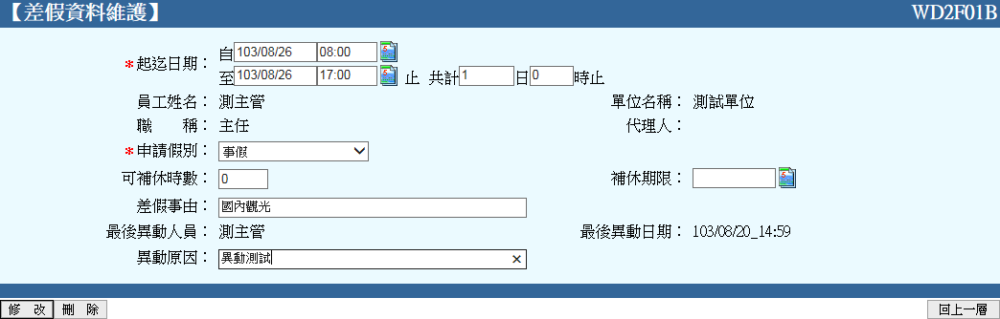 【差假資料維護】 WD2F01B
*起迄日期： 自 103/08/26 08:00
至 103/08/26 17:00 止 共計 1 日 0 時止
員工姓名： 測主管 單位名稱： 測試單位
職 稱： 主任 代理人：
*申請假別： 事假
可補休時數： 0 補休期限：
差假事由： 國內觀光
最後異動人員： 測主管 最後異動日期： 103/08/20_14:59
異動原因： 異動測試 ×
修 改 刪 除 回上一層